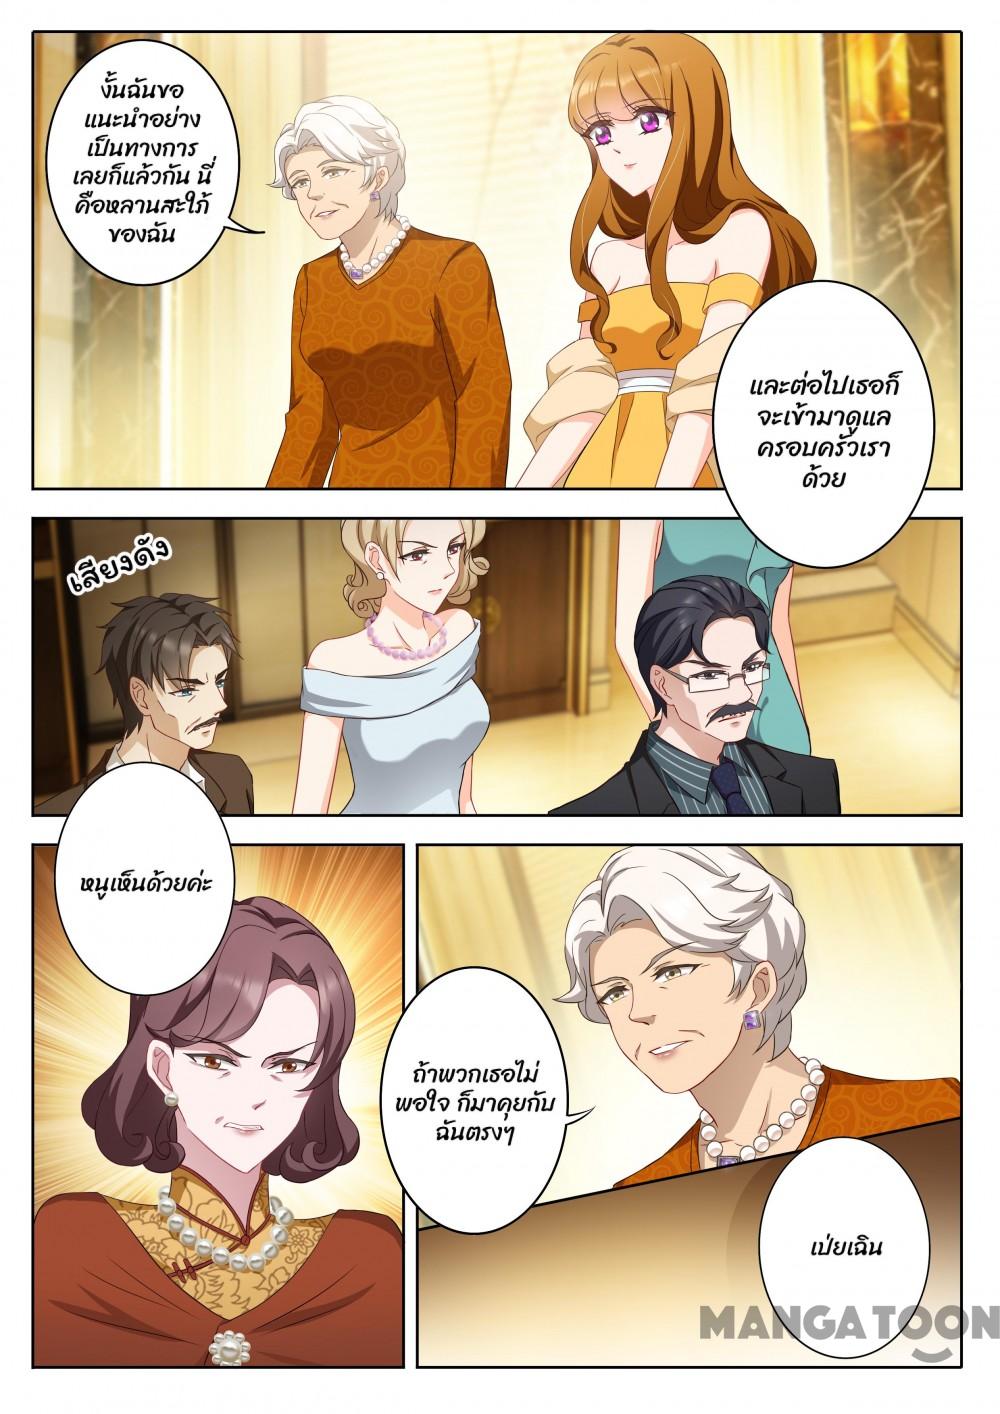 งั้นฉันขอ
แนะนำอย่าง
เป็นทางการ
เลยก็แล้วกัน นี่
คือหลานสะใภ้
ของฉัน
และต่อไปเธอก็
จะเข้ามาดูแล
ครอบครัวเรา
ด้วย
เสียงดัง
หนูเห็นด้วยค่ะ
ถ้าพวกเธอไม่
พอใจ ก็มาคุยกับ
ฉันตรงๆ
เป่ยเฉิน
MANGATOON